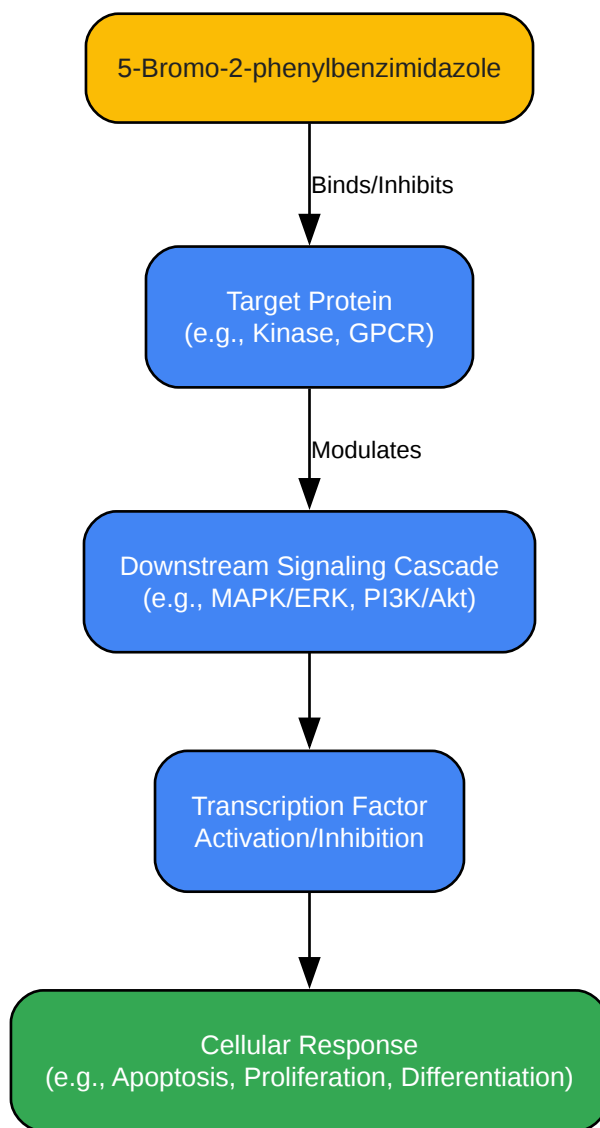 5-Bromo-2-phenylbenzimidazole
Binds/Inhibits
Target Protein
(e.g., Kinase, GPCR)
Modulates
Downstream Signaling Cascade
(e.g., MAPK/ERK, PI3K/Akt)
Transcription Factor
Activation/Inhibition
Cellular Response
(e.g., Apoptosis, Proliferation, Differentiation)